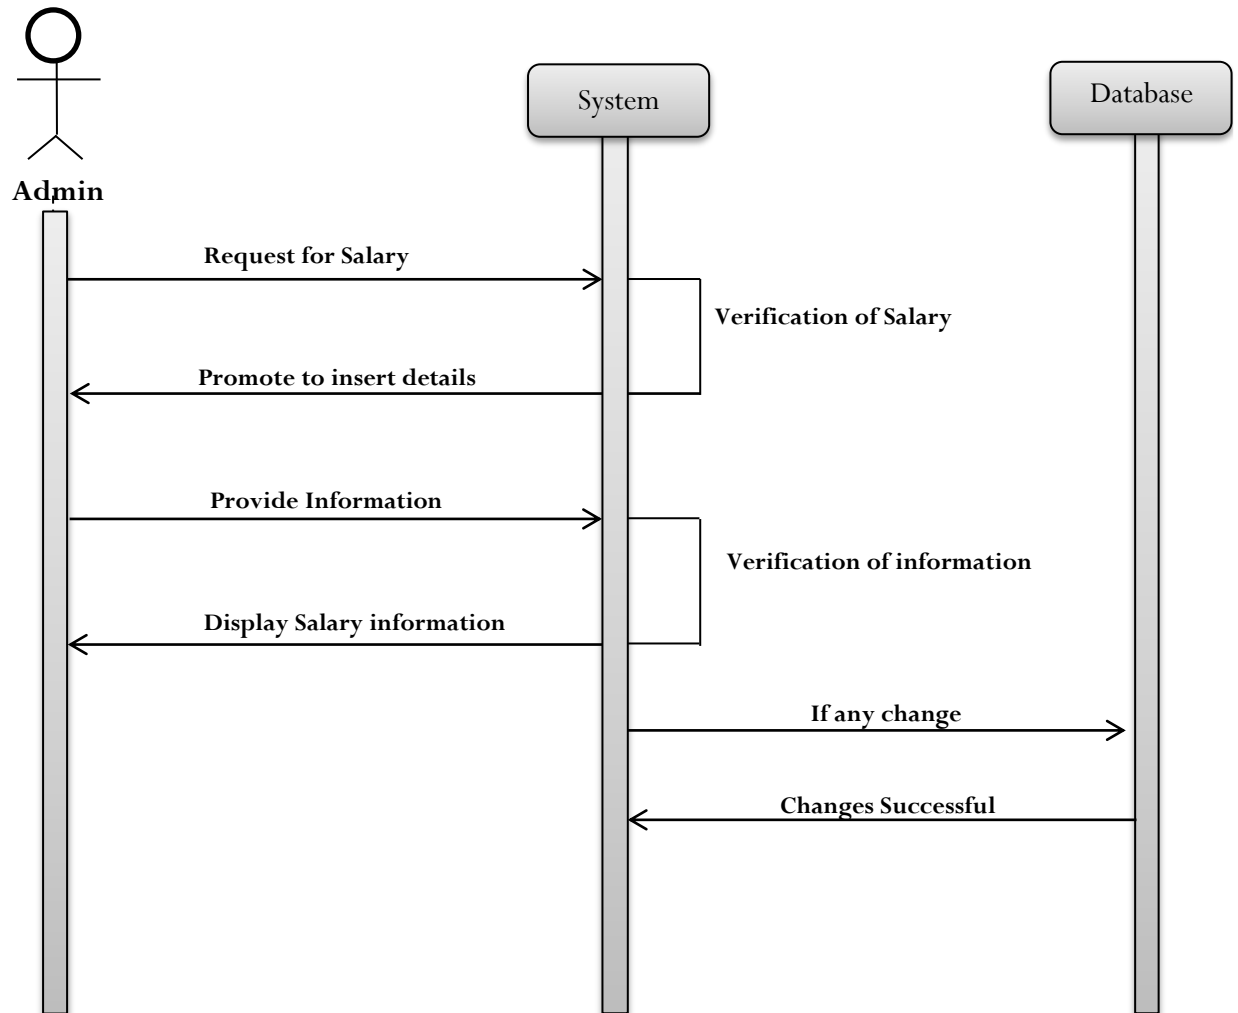 System
Database
Admin
Request for Salary
Verification of Salary
Promote to insert details
Provide Information
Verification of information
Display Salary information
If any change
Changes Successful